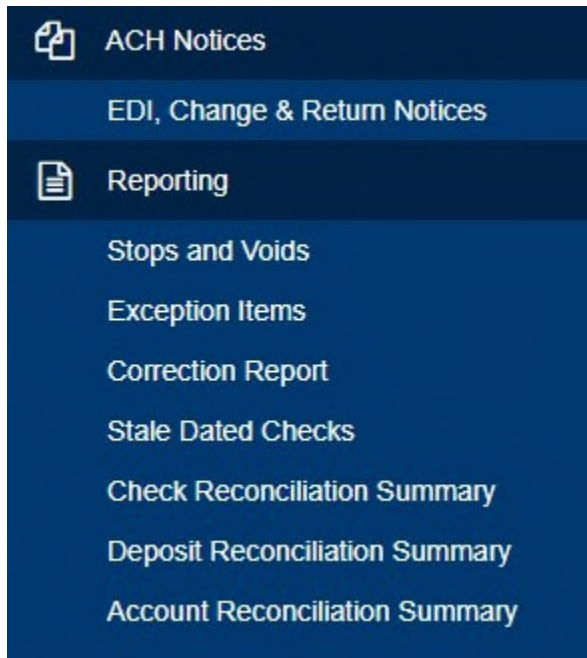 ACH Notices
EDI, Change & Return Notices
Reporting
Stops and Voids
Exception Items
Correction Report
Stale Dated Checks
Check Reconciliation Summary
Deposit Reconciliation Summary
Account Reconciliation Summary